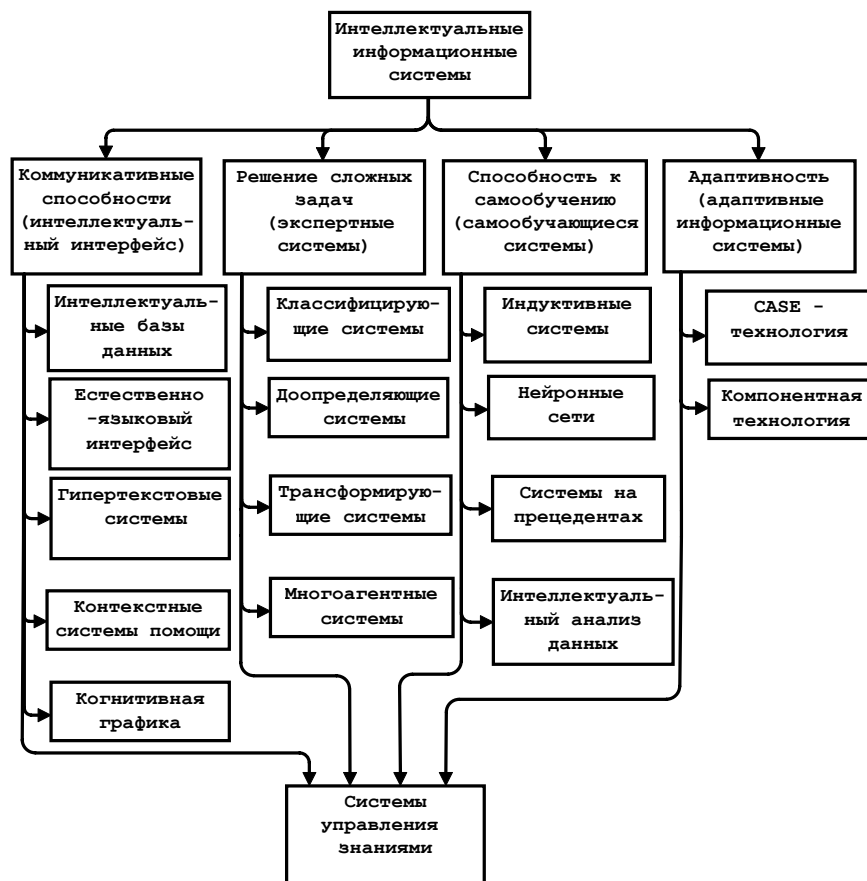 Интеллектуальные
информационные
системы
Коммуникативные
способности
(интеллектуаль-
ный интерфейс)
Решение сложных
задач
(экспертные
системы)
Способность к
самообучению
(самообучающиеся
системы)
Адаптивность
(адаптивные
информационные
системы)
Интеллектуаль-
ные базы
данных
Естественно
-языковый
интерфейс
Гипертекстовые
системы
Контекстные
системы помощи
Когнитивная
графика
Классифицирую-
щие системы
Доопределяющие
системы
Трансформирую-
щие системы
Многоагентные
системы
Индуктивные
системы
Нейронные
сети
Системы на
прецедентах
Интеллектуаль-
ный анализ
данных
CASE -
технология
Компонентная
технология
Системы
управления
знаниями